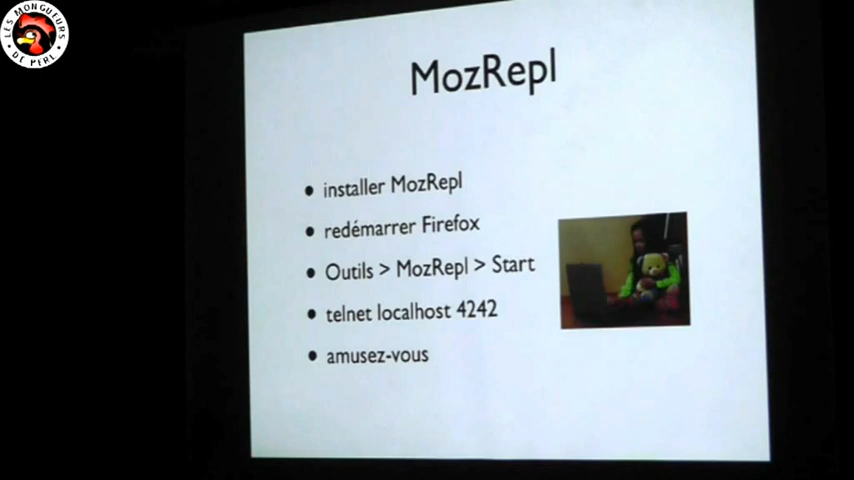 LES MONGUEURS
DE PERL
MozRepl
• installer MozRepl
• redémarrer Firefox
• Outils > MozRepl > Start
• telnet localhost 4242
• amusez-vous